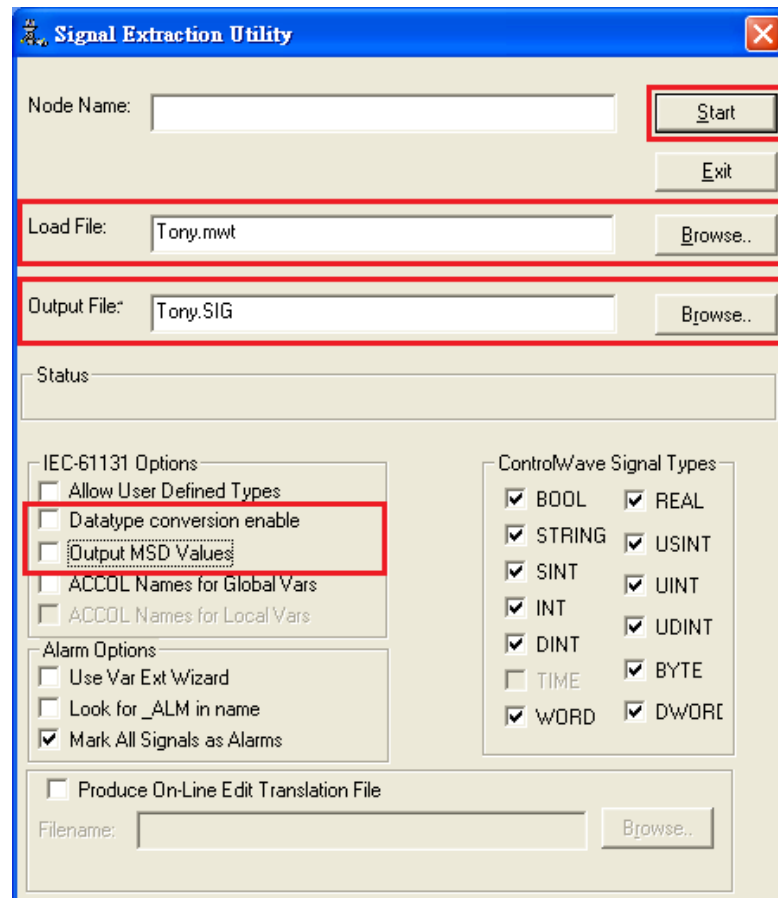 Signal Extraction Utility
Node Name:
Start
Exit
Load File:
Tony.mwt
Browse..
Output File:*
Tony.SIG
Browse..
Status
IEC-61131 Options
Allow User Defined Types
Datatype conversion enable
Output MSD Values
ACCOL Names for Global Vars
ACCOL Names for Local Vars
Alarm Options
Use Var Ext Wizard
Look for _ALM in name
Mark All Signals as Alarms
ControlWave Signal Types
BOOL
REAL
STRING
USINT
SINT
UINT
INT
UDINT
DINT
BYTE
TIME
DWORD
WORD
Produce On-Line Edit Translation File
Filename:
Browse..